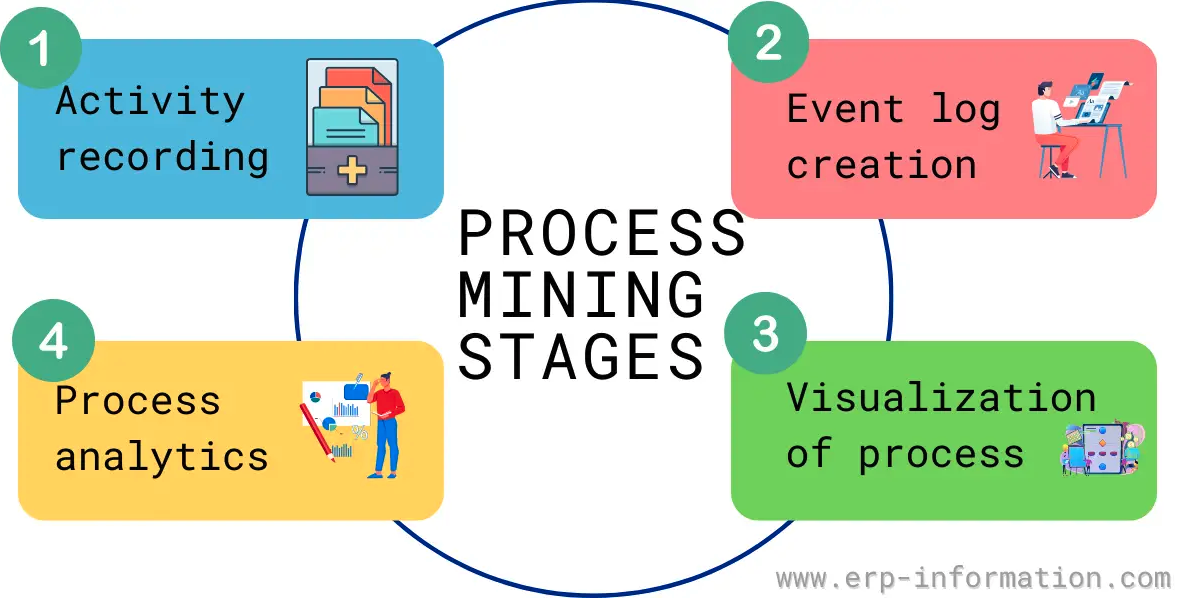 1
Activity
recording
2
Event log
creation
PROCESS
MINING
STAGES
3
Visualization
of process
4
Process
analytics
%
www.erp-information.com